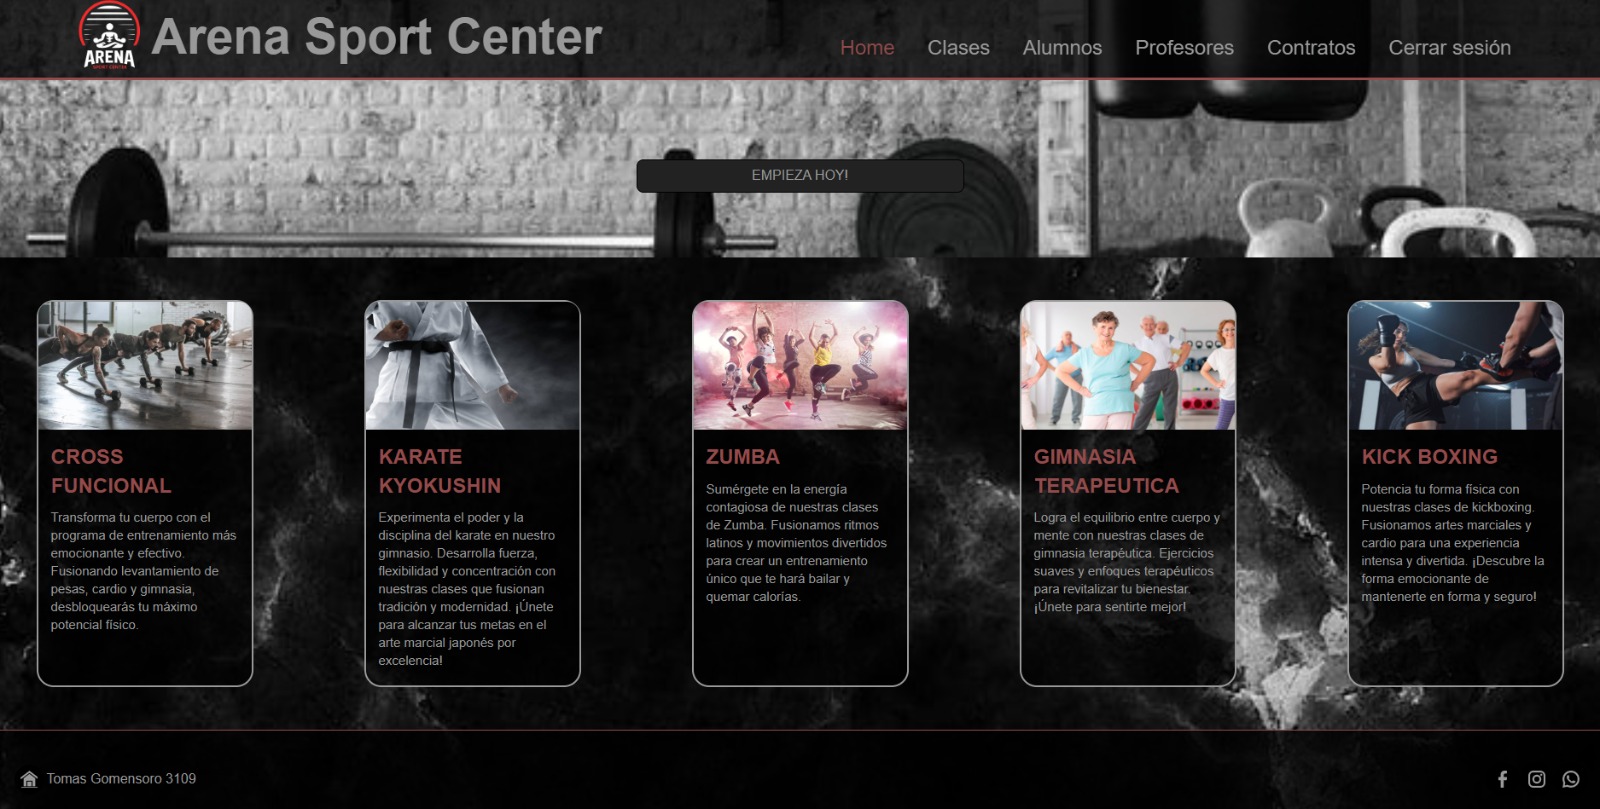 ARENA
SPORT CENTER
Arena Sport Center
Home
Clases
Alumnos
Profesores
Contratos
Cerrar sesión
EMPIEZA HOY!
CROSS
FUNCIONAL
Transforma tu cuerpo con el
programa de entrenamiento más
emocionante y efectivo.
Fusionando levantamiento de
pesas, cardio y gimnasia,
desbloquearás tu máximo
potencial físico.
KARATE
KYOKUSHIN
Experimenta el poder y la
disciplina del karate en nuestro
gimnasio. Desarrolla fuerza,
flexibilidad y concentración con
nuestras clases que fusionan
tradición y modernidad. ¡Únete
para alcanzar tus metas en el
arte marcial japonés por
excelencia!
ZUMBA
Sumérgete en la energía
contagiosa de nuestras clases
de Zumba. Fusionamos ritmos
latinos y movimientos divertidos
para crear un entrenamiento
único que te hará bailar y
quemar calorías.
GIMNASIA
TERAPEUTICA
Logra el equilibrio entre cuerpo y
mente con nuestras clases de
gimnasia terapéutica. Ejercicios
suaves y enfoques terapéuticos
para revitalizar tu bienestar.
¡Únete para sentirte mejor!
KICK BOXING
Potencia tu forma física con
nuestras clases de kickboxing.
Fusionamos artes marciales y
cardio para una experiencia
intensa y divertida. ¡Descubre la
forma emocionante de
mantenerte en forma y seguro!
Tomas Gomensoro 3109